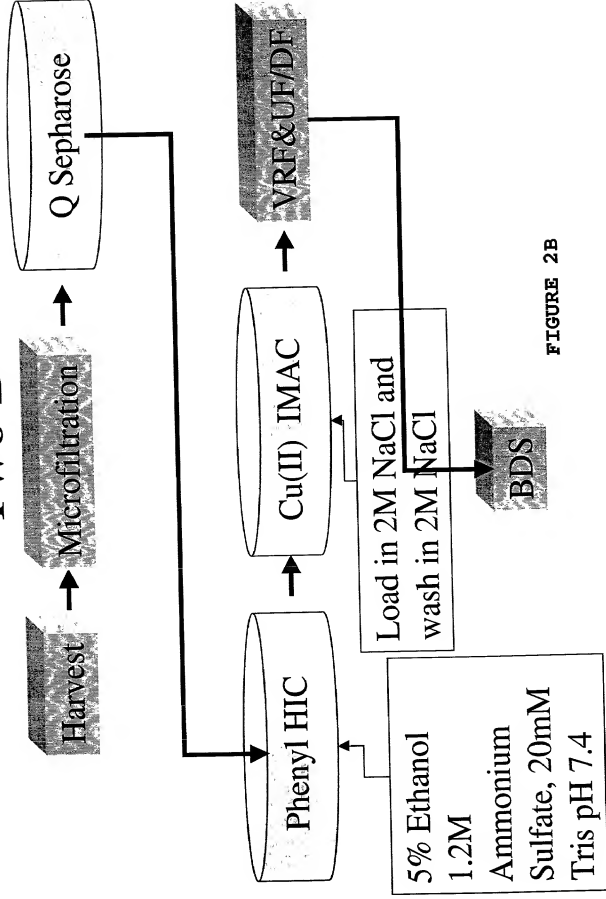 Harvest
Microfiltration
Q Sepharose
Phenyl HIC
Cu(II) IMAC
VRF&UF/DF
5% Ethanol
1.2M
Ammonium
Sulfate, 20mM
Tris pH 7.4
Load in 2M NaCl and
wash in 2M NaCl
BDS
FIGURE 2B